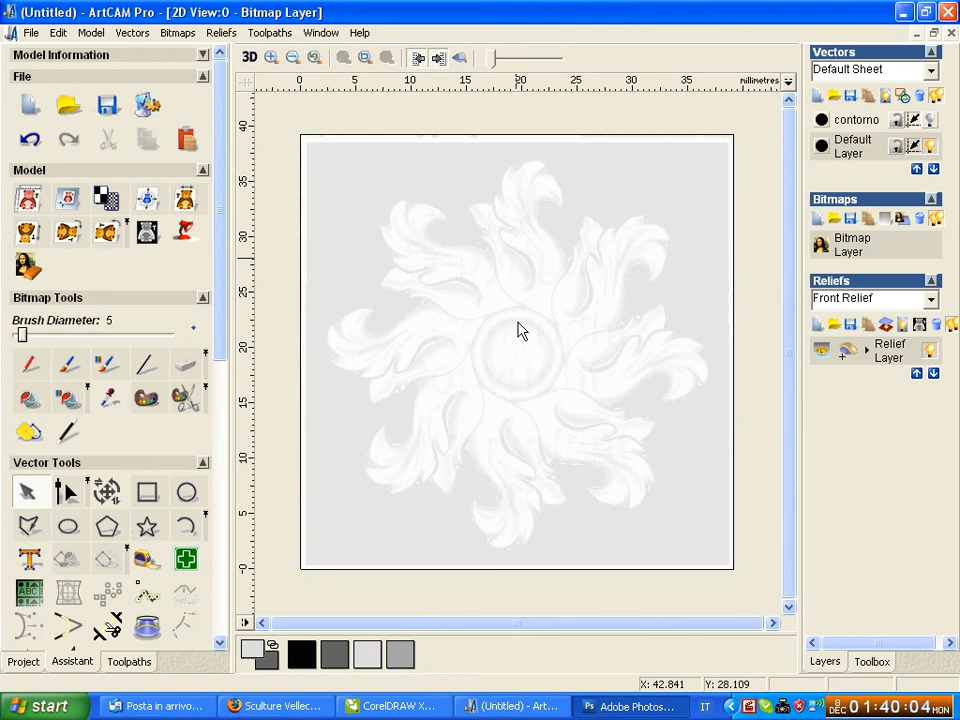 (Untitled) - ArtCAM Pro - [2D View:0 - Bitmap Layer]
File Edit Model Vectors Bitmaps Reliefs Toolpaths Window Help
Model Information
File
Model
Bitmap Tools
Brush Diameter: 5
Vector Tools
Project Assistant Toolpaths
3D
0 5 10 15 20 25 30 35 millimetres
40
35
30
25
20
15
10
5
0
Vectors
Default Sheet
contorno
Default
Layer
Bitmaps
Bitmap
Layer
Reliefs
Front Relief
Relief
Layer
Layers Toolbox
X: 42.841 Y: 28.109
start
Posta in arrivo...
Sculture Vellec...
CorelDRAW X...
(Untitled) - Art...
Adobe Photos...
IT
8 DEC 01:40:04 MON